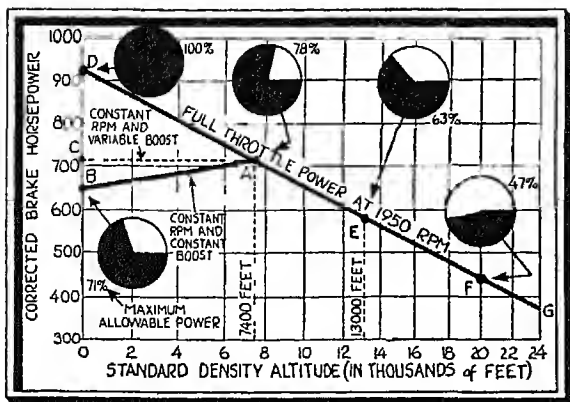 1000
D
100%
78%
900
63%
CONSTANT
RPM AND
VARIABLE BOOST
FULL THROTTLE POWER AT 1950 RPM
800
C
47%
700
A
B
600
E
CONSTANT
RPM AND
CONSTANT
BOOST
500
F
71%
MAXIMUM
ALLOWABLE POWER
7400 FEET
13000 FEET
400
G
300
0 2 4 6 8 10 12 14 16 18 20 22 24
CORRECTED BRAKE HORSEPOWER
STANDARD DENSITY ALTITUDE (IN THOUSANDS of FEET)